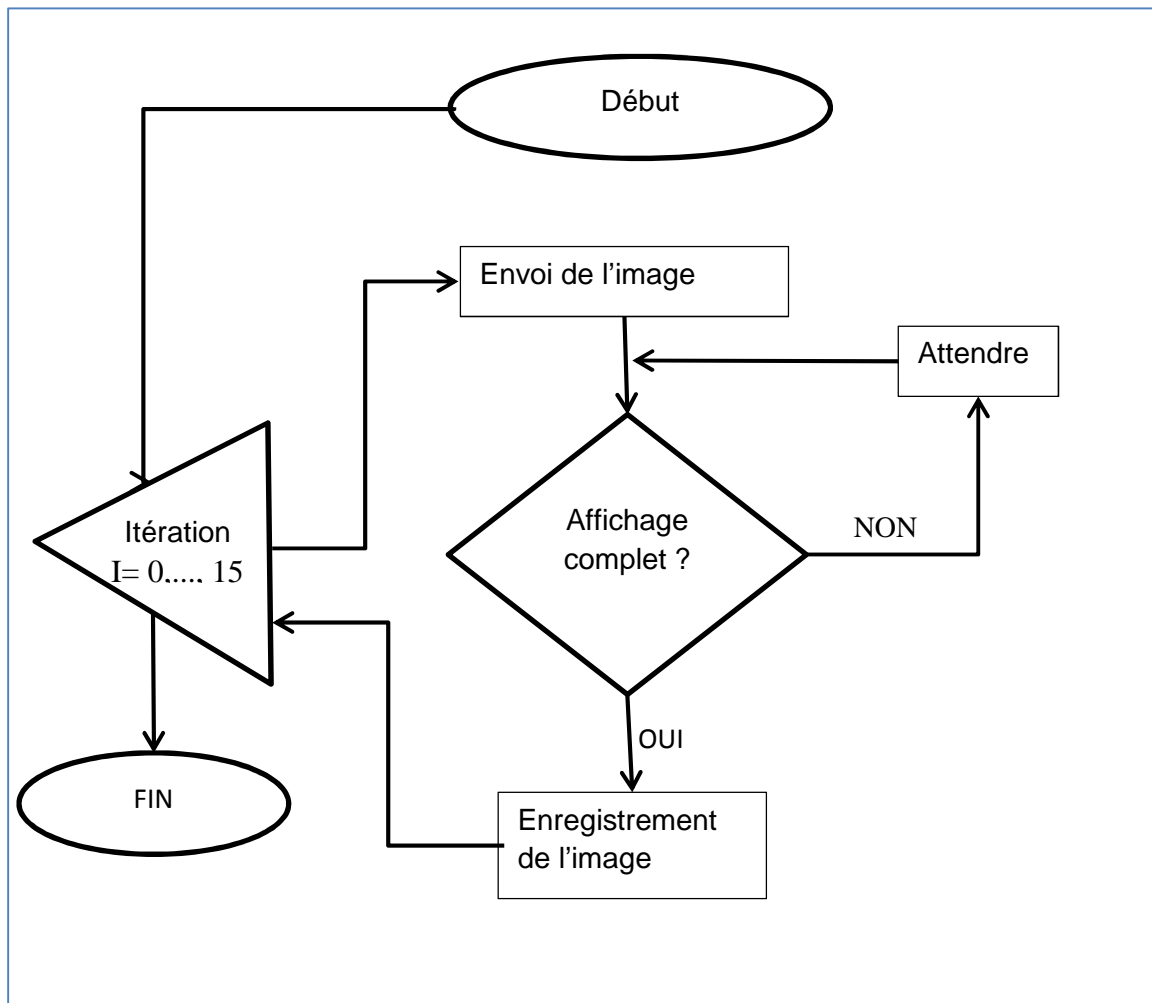 Début
Envoi de l’image
Attendre
Itération
I= 0,..., 15
Affichage
complet ?
NON
OUI
FIN
Enregistrement
de l’image